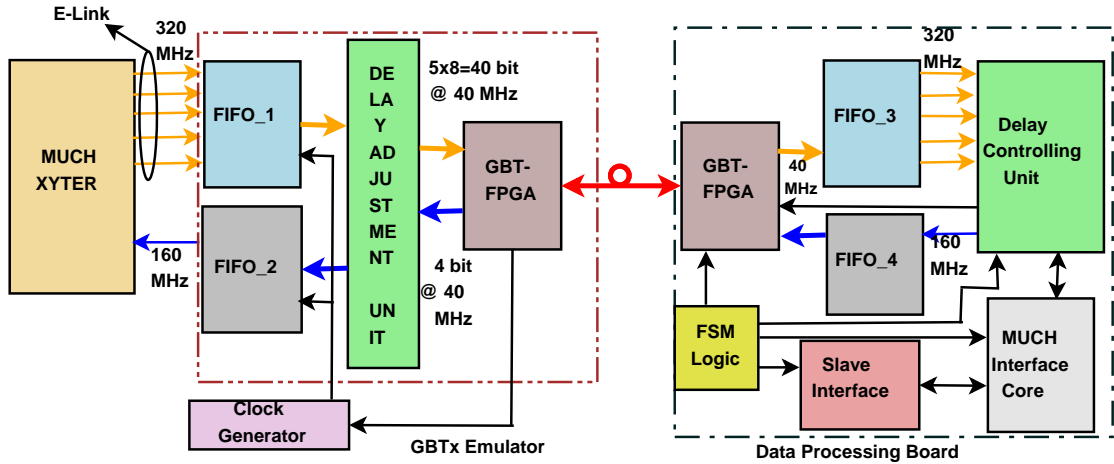 E-Link
320
MHz
MUCH
XYTER
160
MHz
FIFO_1
FIFO_2
DE
LA
Y
AD
JU
ST
ME
NT
UN
IT
5x8=40 bit
@ 40 MHz
GBT-
FPGA
4 bit
@ 40
MHz
Clock
Generator
GBTx Emulator
GBT-
FPGA
40
MHz
FIFO_3
320
MHz
Delay
Controlling
Unit
FIFO_4
160
MHz
FSM
Logic
Slave
Interface
MUCH
Interface
Core
Data Processing Board